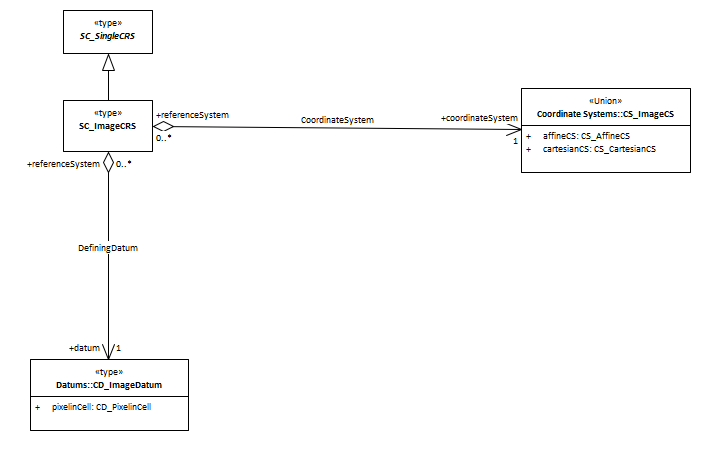 «type»
SC_SingleCRS
«type»
SC_ImageCRS
+referenceSystem
0..*
CoordinateSystem
+coordinateSystem
1
«Union»
Coordinate Systems::CS_ImageCS
+ affineCS: CS_AffineCS
+ cartesianCS: CS_CartesianCS
+referenceSystem
0..*
DefiningDatum
+datum
1
«type»
Datums::CD_ImageDatum
+ pixelinCell: CD_PixelinCell